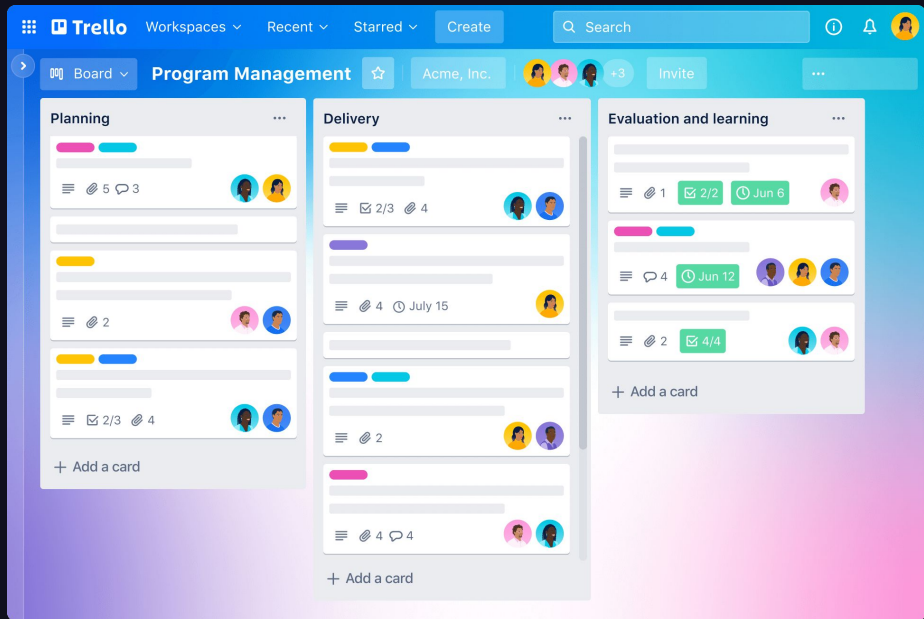 Trello Workspaces Recent Starred Create Search
Board Program Management Acme, Inc. +3 Invite
Planning
5 3
2
2/3 4
+ Add a card
Delivery
2/3 4
4 July 15
2
4 4
+ Add a card
Evaluation and learning
1 2/2 Jun 6
4 Jun 12
2 4/4
+ Add a card